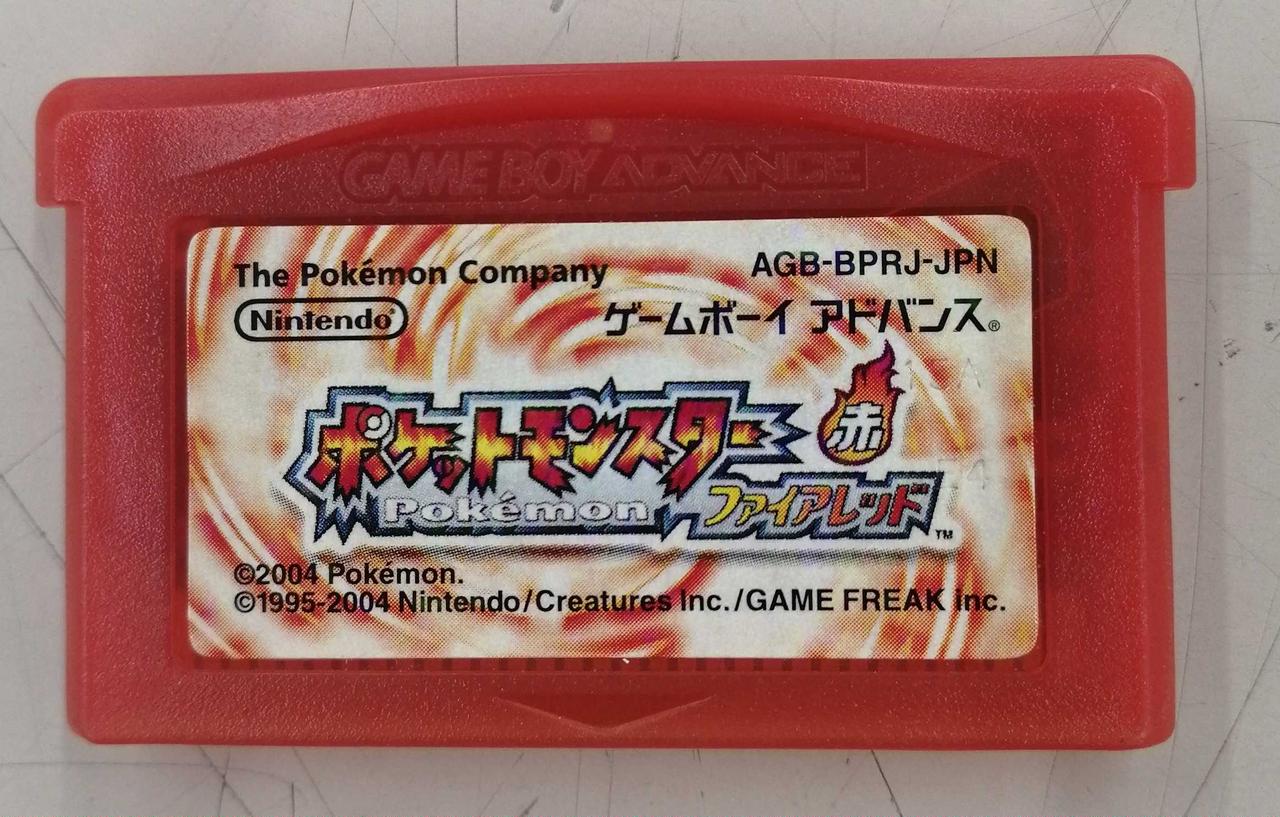 GAME BOY ADVANCE
The Pokémon Company
AGB-BPRJ-JPN
Nintendo®
ゲームボーイ アドバンス®
ポケットモンスター
赤
Pokémon
ファイアレッド™
©2004 Pokémon.
©1995-2004 Nintendo/Creatures Inc./GAME FREAK inc.